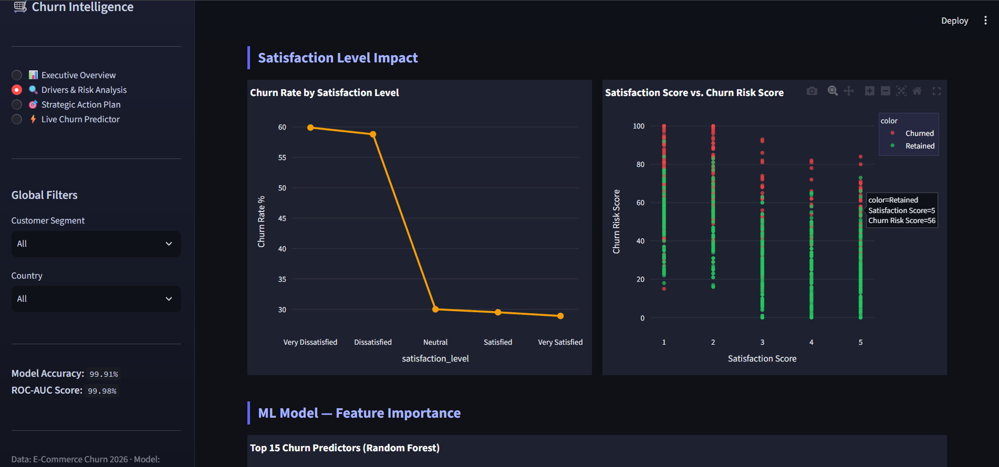 Churn Intelligence
Executive Overview
Drivers & Risk Analysis
Strategic Action Plan
Live Churn Predictor
Global Filters
Customer Segment
All
Country
All
Model Accuracy: 99.91%
ROC-AUC Score: 99.98%
Data: E-Commerce Churn 2026 · Model:
Deploy
Satisfaction Level Impact
Churn Rate by Satisfaction Level
60
55
50
45
40
35
30
Churn Rate %
Very Dissatisfied
Dissatisfied
Neutral
Satisfied
Very Satisfied
satisfaction_level
Satisfaction Score vs. Churn Risk Score
100
80
60
40
20
0
Churn Risk Score
1
2
3
4
5
Satisfaction Score
color
Churned
Retained
color=Retained
Satisfaction Score=5
Churn Risk Score=56
ML Model — Feature Importance
Top 15 Churn Predictors (Random Forest)